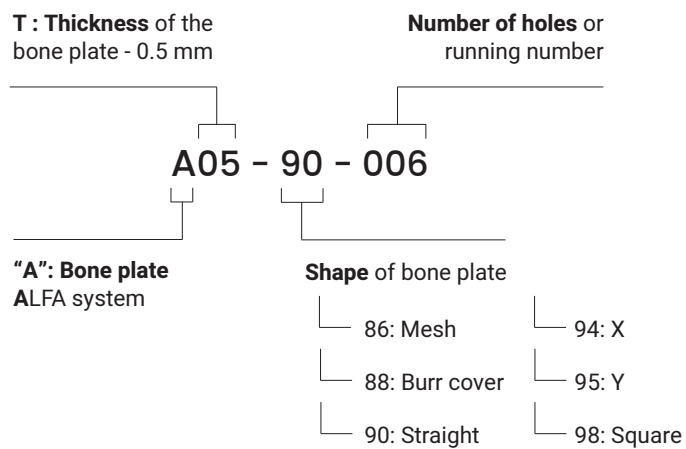 T : Thickness of the
bone plate - 0.5 mm
Number of holes or
running number
A05 - 90 - 006
“A”: Bone plate
ALFA system
Shape of bone plate
86: Mesh
88: Burr cover
90: Straight
94: X
95: Y
98: Square